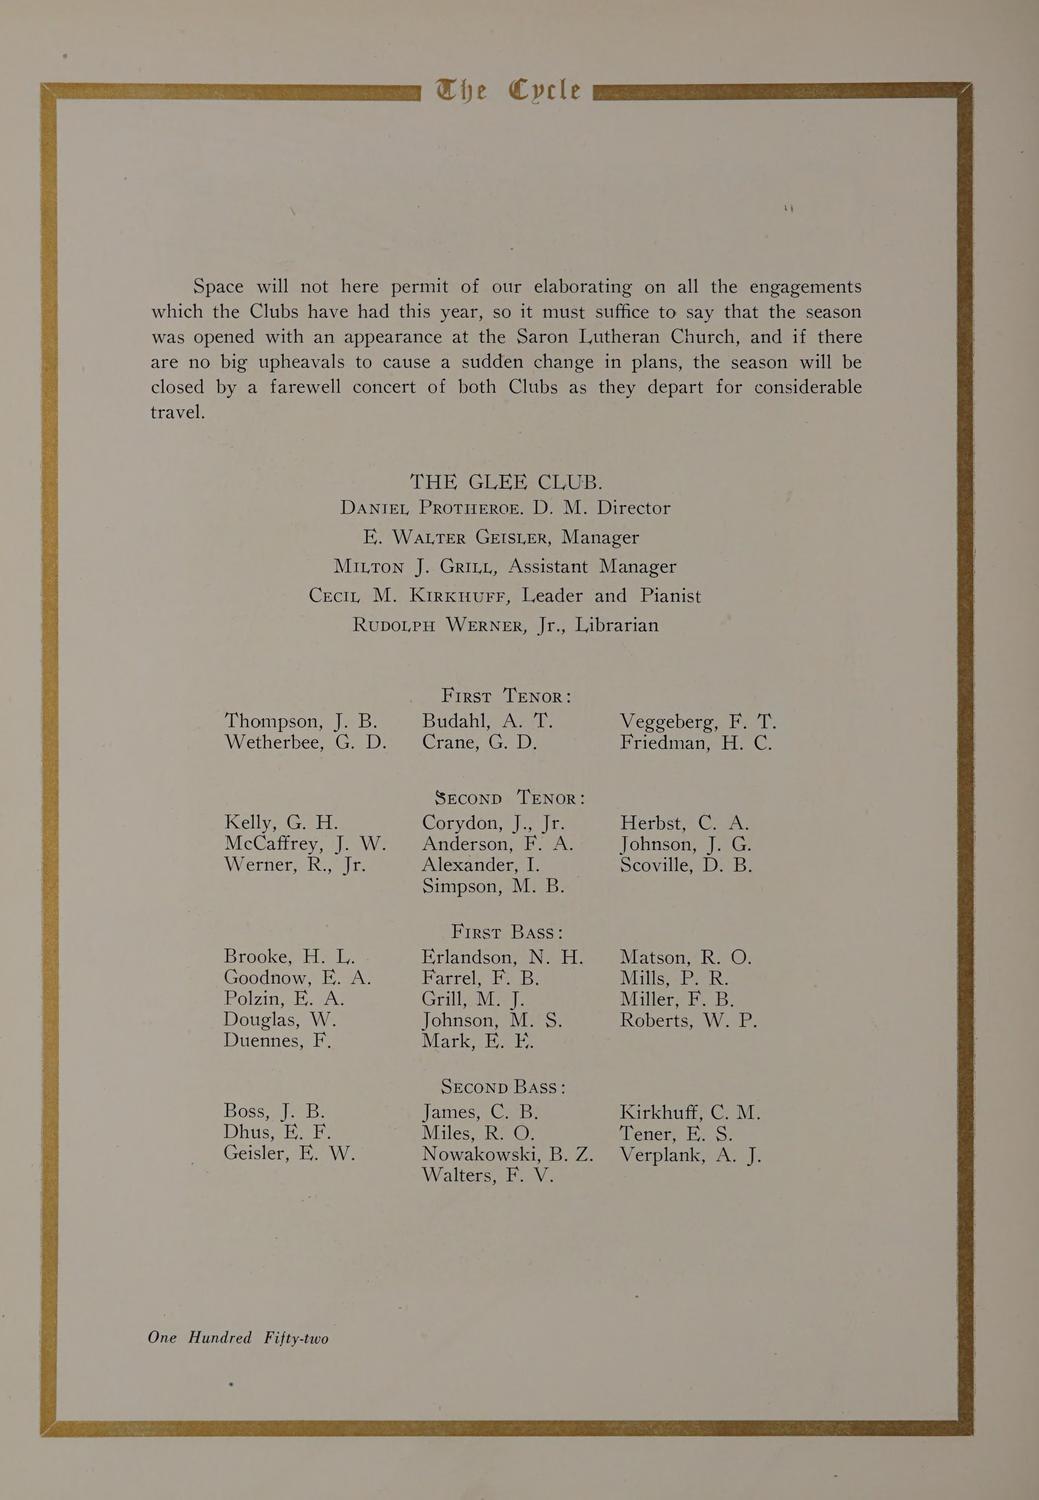 The Cycle
Space will not here permit of our elaborating on all the engagements
which the Clubs have had this year, so it must suffice to say that the season
was opened with an appearance at the Saron Lutheran Church, and if there
are no big upheavals to cause a sudden change in plans, the season will be
closed by a farewell concert of both Clubs as they depart for considerable
travel.
THE GLEE CLUB.
DANIEL PROTHEROE. D. M. Director
E. WALTER GEISLER, Manager
MILTON J. GRILL, Assistant Manager
CECIL M. KIRKHUFF, Leader and Pianist
RUDOLPH WERNER, Jr., Librarian
FIRST TENOR:
Thompson, J. B. Budahl, A. T. Veggeberg, F. T.
Wetherbee, G. D. Crane, G. D. Friedman, H. C.
SECOND TENOR:
Kelly, G. H. Corydon, J., Jr. Herbst, C. A.
McCaffrey, J. W. Anderson, F. A. Johnson, J. G.
Werner, R., Jr. Alexander, I. Scoville, D. B.
Simpson, M. B.
FIRST BASS:
Brooke, H. L. Erlandson, N. H. Matson, R. O.
Goodnow, E. A. Farrel, F. B. Mills, P. R.
Polzin, E. A. Grill, M. J. Miller, F. B.
Douglas, W. Johnson, M. S. Roberts, W. P.
Duennes, F. Mark, E. E.
SECOND BASS:
Boss, J. B. James, C. B. Kirkhuff, C. M.
Dhus, E. F. Miles, R. O. Tener, E. S.
Geisler, E. W. Nowakowski, B. Z. Verplank, A. J.
Walters, F. V.
One Hundred Fifty-two